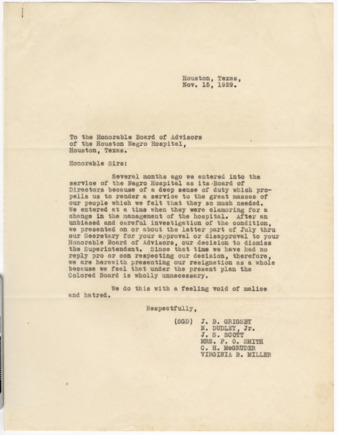 Houston, Texas,
Nov. 15, 1929.
To the Honorable Board of Advisors
of the Houston Negro Hospital,
Houston, Texas.
Honorable Sirs:
Several months ago we entered into the
service of the Negro Hospital as its Board of
Directors because of a deep sense of duty which pro-
pells us to render a service to the great masses of
our people which we felt that they so much needed.
We entered at a time when they were clamoring for a
change in the management of the hospital. After an
unbiased and careful investigation of the condition,
we presented on or about the latter part of July thru
our Secretary for your approval or disapproval to your
Honorable Board of Advisors, our decision to dismiss
the Superintendent. Since that time we have had no
reply pro or con respecting our decision, therefore,
we are herewith presenting our resignation as a whole
because we feel that under the present plan the
Colored Board is wholly unnecessary.
We do this with a feeling void of malice
and hatred.
Respectfully,
(SGD) J. B. GRIGSBY
N. DUDLEY, Jr.
J. S. SCOTT
MRS. P. O. SMITH
C. H. McGRUDER
VIRGINIA B. MILLER